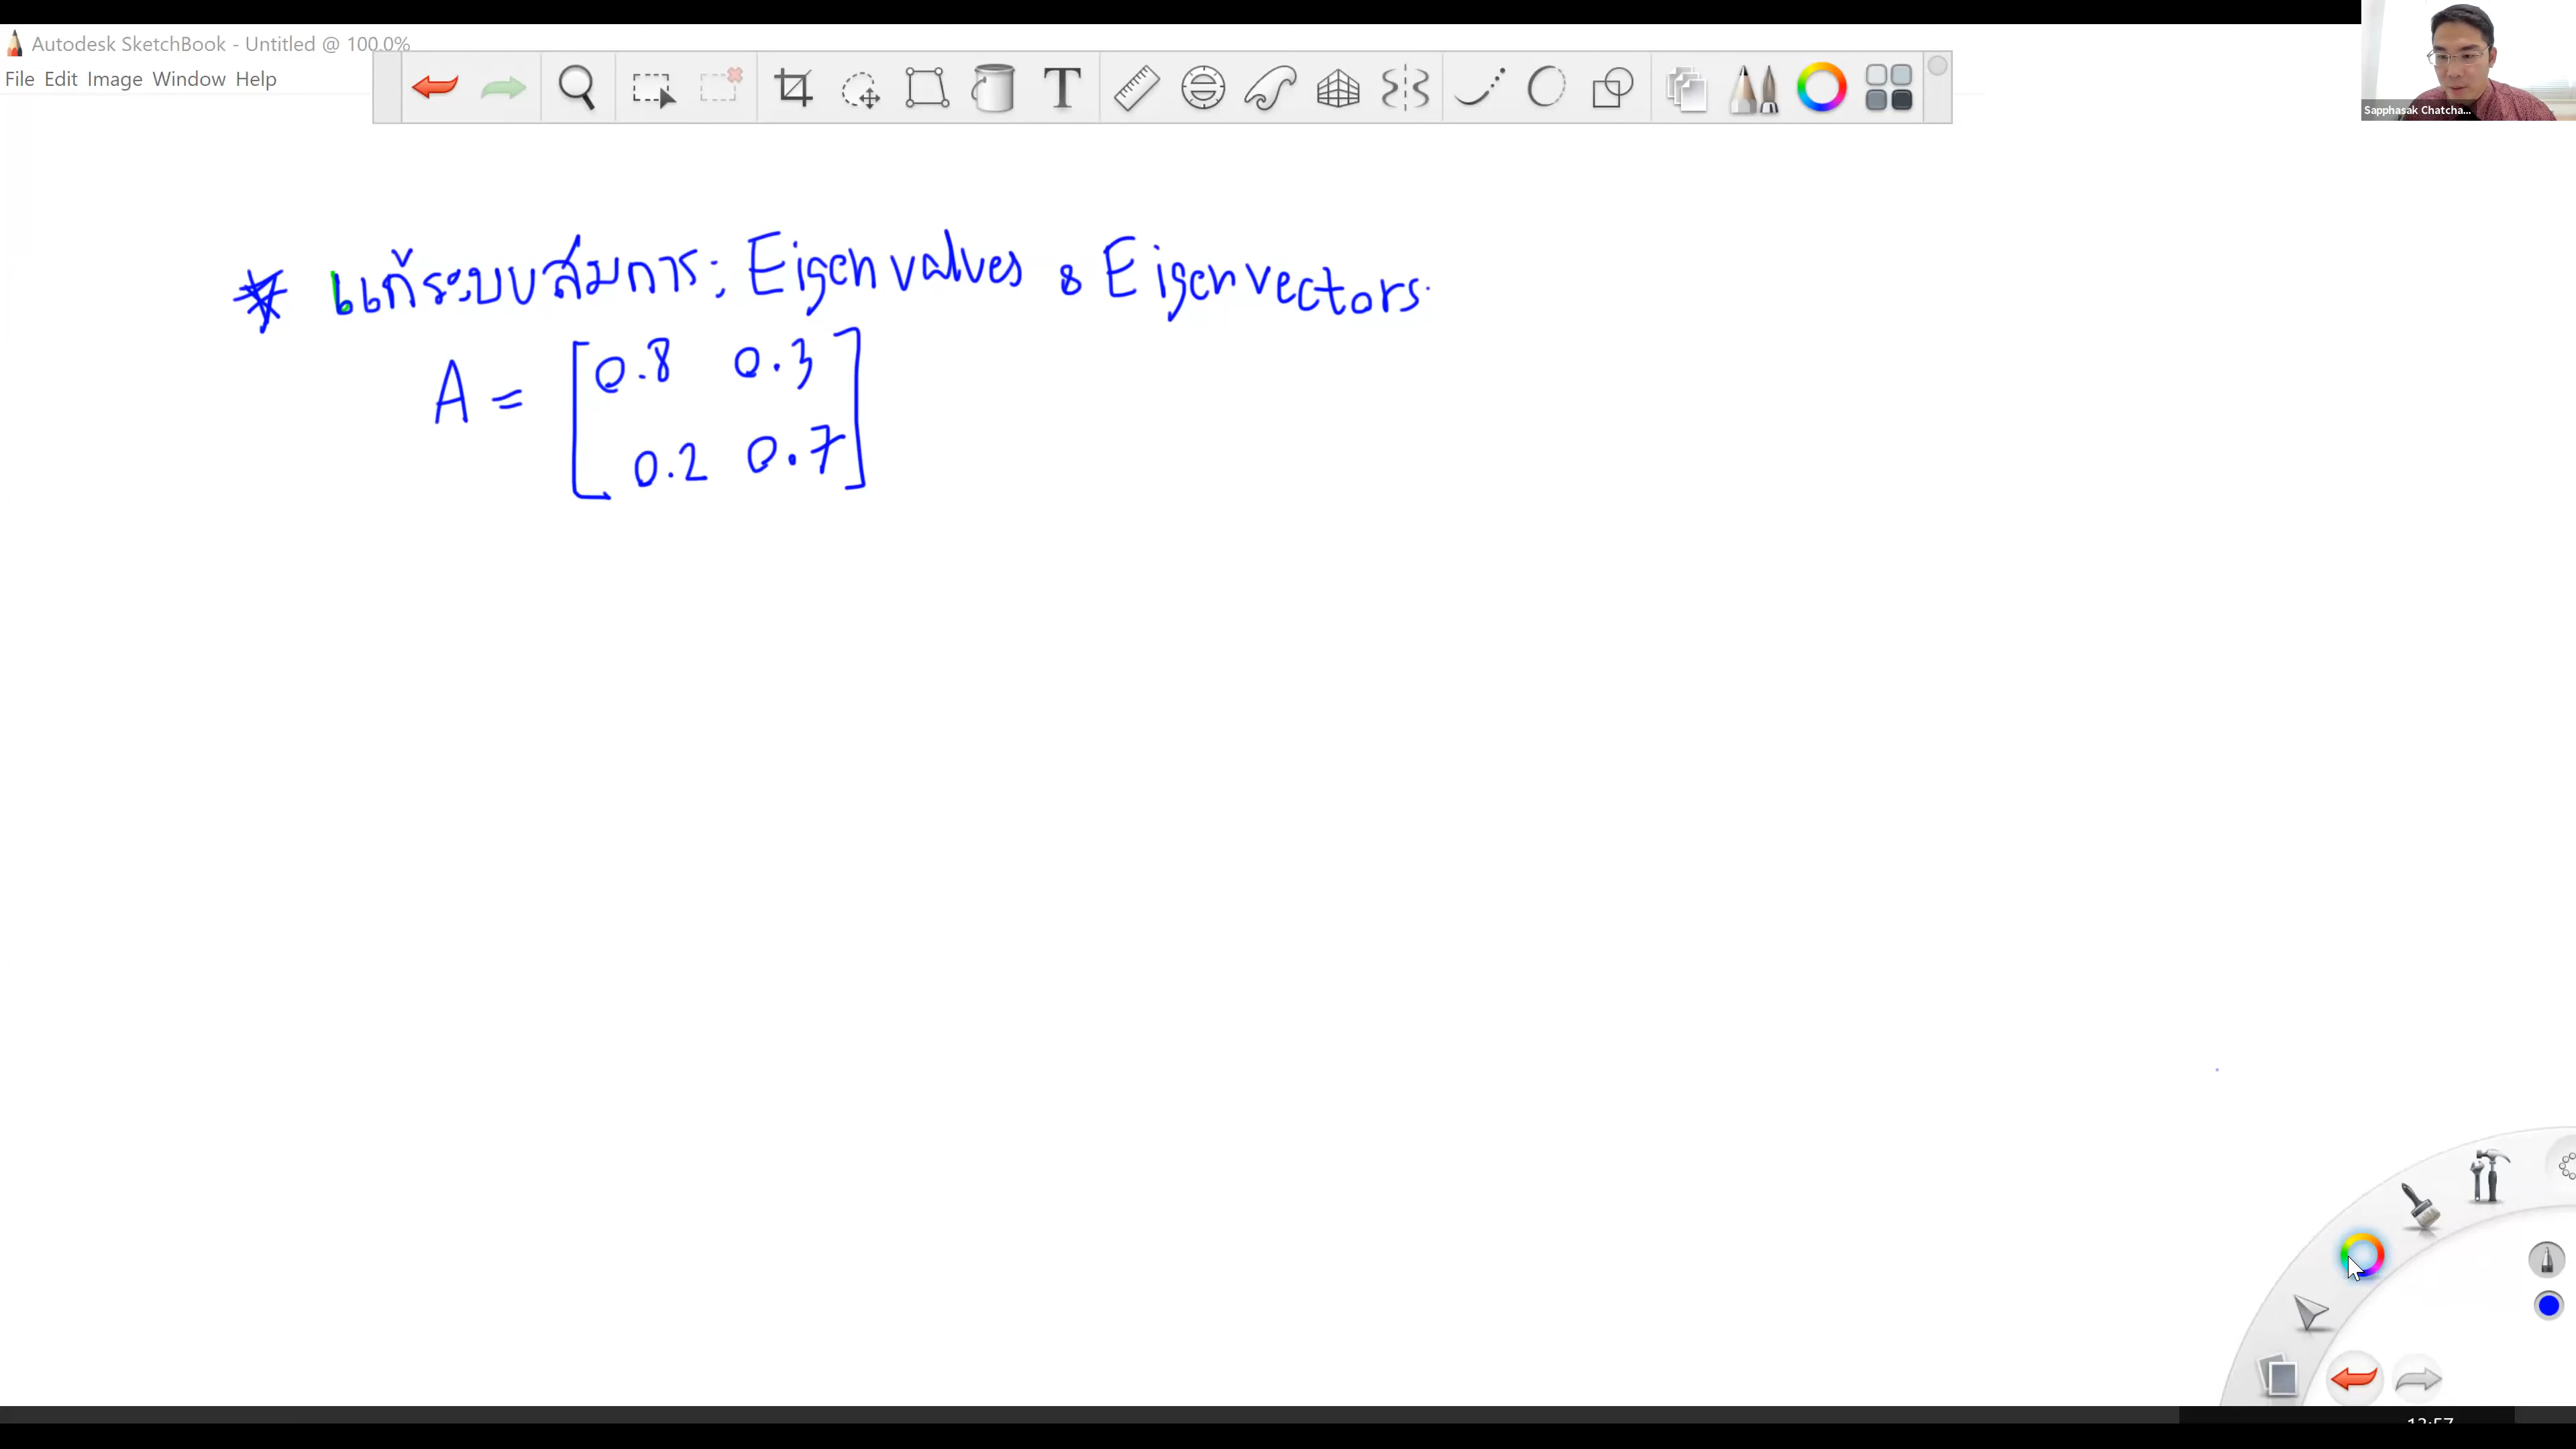 Autodesk SketchBook - Untitled @ 100.0%
File Edit Image Window Help
T
Sapphasak Chatcha...
* แก้ระบบสมการ; Eigenvalues & Eigenvectors.
A = [0.8 0.3
0.2 0.7]